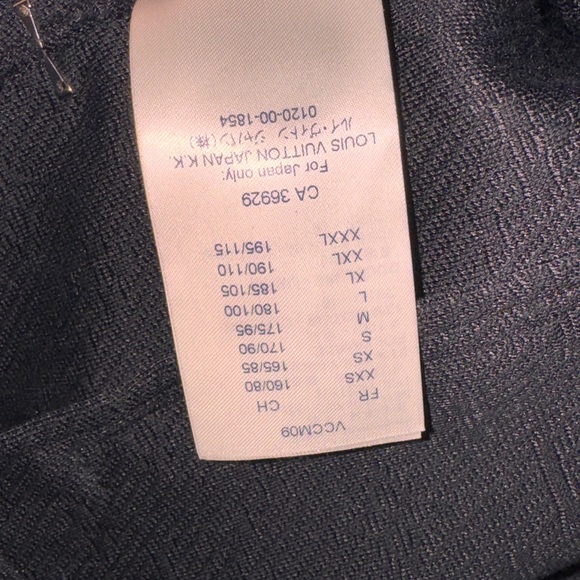 VCCM09
FR CH
XXS 160/80
XS 165/85
S 170/90
M 175/95
L 180/100
XL 185/105
XXL 190/110
XXXL 195/115
CA 36929
For Japan only:
LOUIS VUITTON JAPAN K.K.
ルイ・ヴィトン ジャパン(株)
0120-00-1854